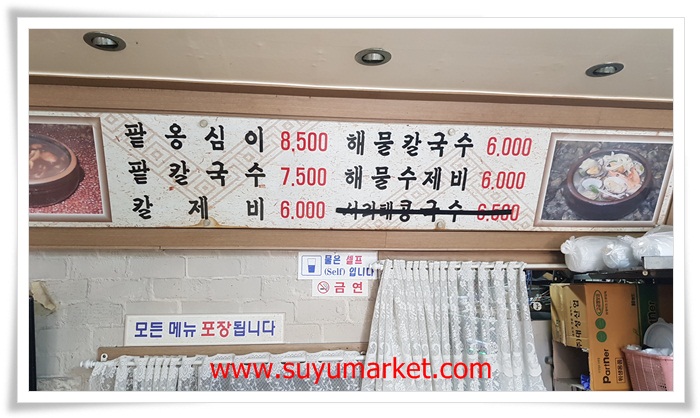 팥옹심이 8,500 해물칼국수 6,000
팥칼국수 7,500 해물수제비 6,000
칼제비 6,000 서리태콩국수 6.500
물은 셀프
(Self) 입니다
금연
모든 메뉴 포장됩니다
Partner
www.suyumarket.com